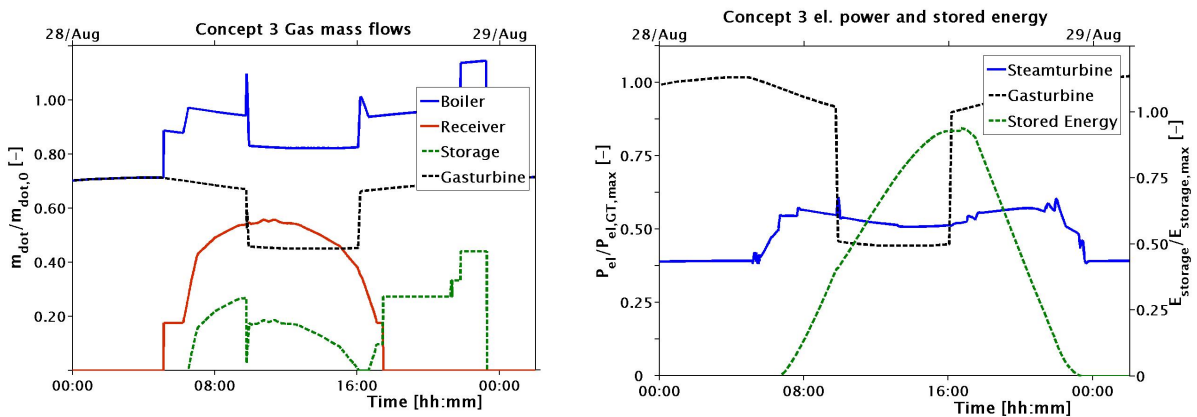 Concept 3 Gas mass flows
28/Aug
29/Aug
1.00
0.80
0.60
0.40
0.20
m_dot/m_dot,0 [-]
Boiler
Receiver
Storage
Gasturbine
00:00
08:00
16:00
00:00
Time [hh:mm]
Concept 3 el. power and stored energy
28/Aug
29/Aug
1.00
0.75
0.50
0.25
0
P_el/P_el,GT,max [-]
Steamturbine
Gasturbine
Stored Energy
1.00
0.75
0.50
0.25
0
E_storage/E_storage,max [-]
00:00
08:00
16:00
00:00
Time [hh:mm]